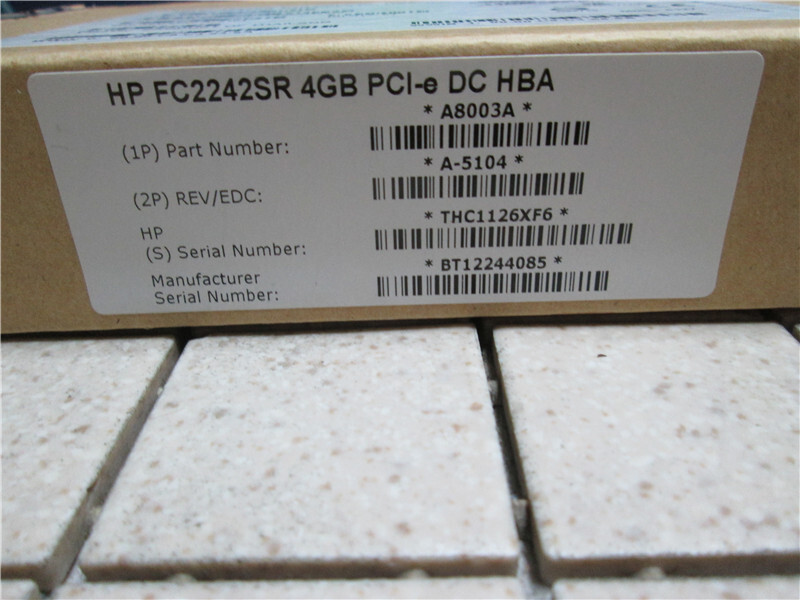 HP FC2242SR 4GB PCI-e DC HBA
* A8003A *
(1P) Part Number:
* A-5104 *
(2P) REV/EDC:
* THC1126XF6 *
HP
(S) Serial Number:
* BT12244085 *
Manufacturer
Serial Number: